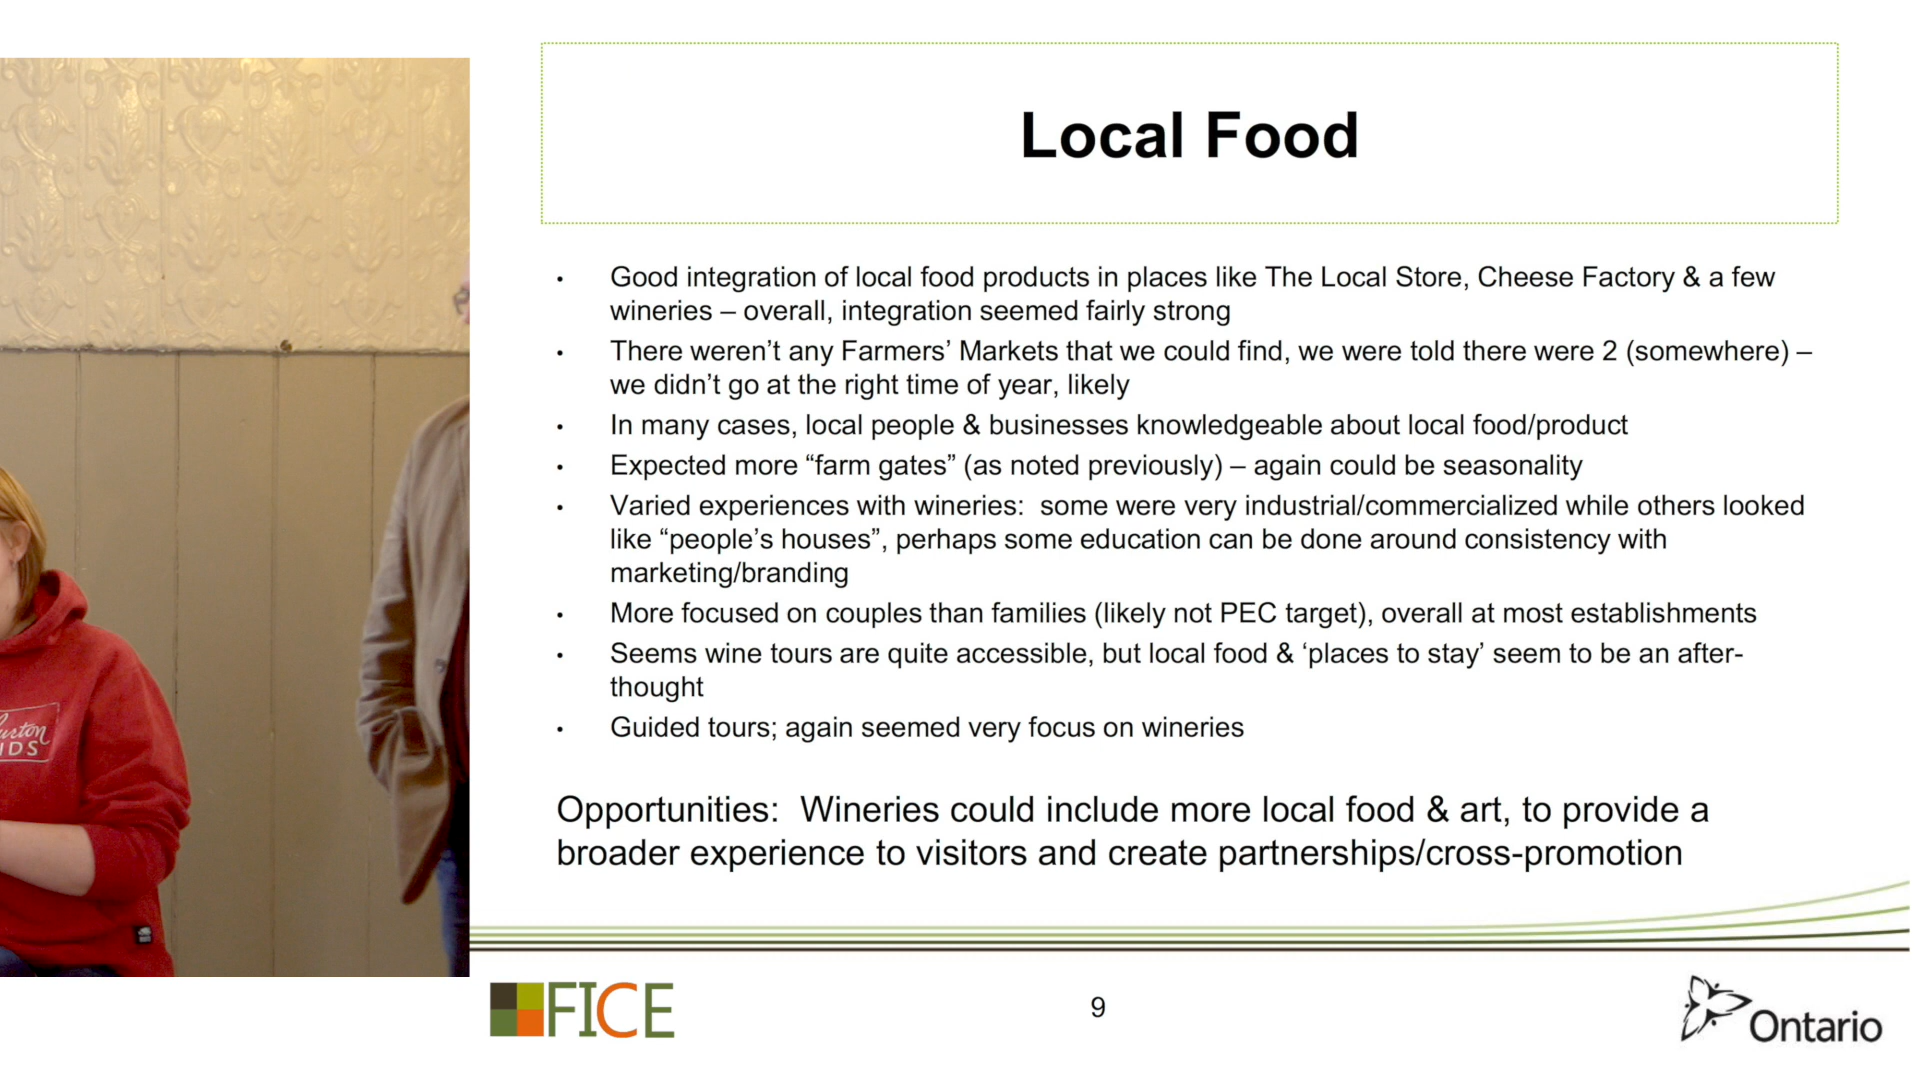 Local Food
• Good integration of local food products in places like The Local Store, Cheese Factory & a few
wineries – overall, integration seemed fairly strong
• There weren’t any Farmers’ Markets that we could find, we were told there were 2 (somewhere) –
we didn’t go at the right time of year, likely
• In many cases, local people & businesses knowledgeable about local food/product
• Expected more “farm gates” (as noted previously) – again could be seasonality
• Varied experiences with wineries:  some were very industrial/commercialized while others looked
like “people’s houses”, perhaps some education can be done around consistency with
marketing/branding
• More focused on couples than families (likely not PEC target), overall at most establishments
• Seems wine tours are quite accessible, but local food & ‘places to stay’ seem to be an after-
thought
• Guided tours; again seemed very focus on wineries
Opportunities:  Wineries could include more local food & art, to provide a
broader experience to visitors and create partnerships/cross-promotion
FICE
9
Ontario